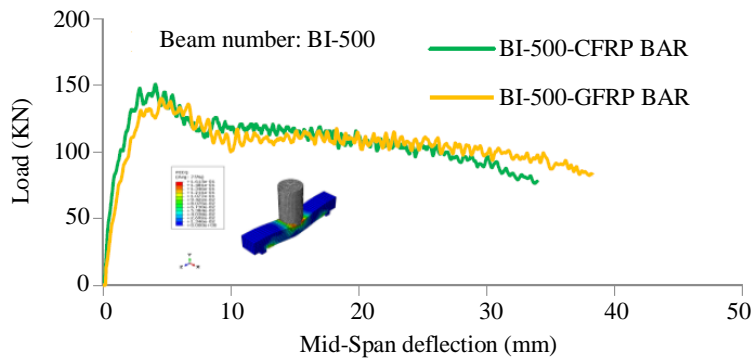 200
150
100
50
0
Load (KN)
Beam number: BI-500
BI-500-CFRP BAR
BI-500-GFRP BAR
0
10
20
30
40
50
Mid-Span deflection (mm)